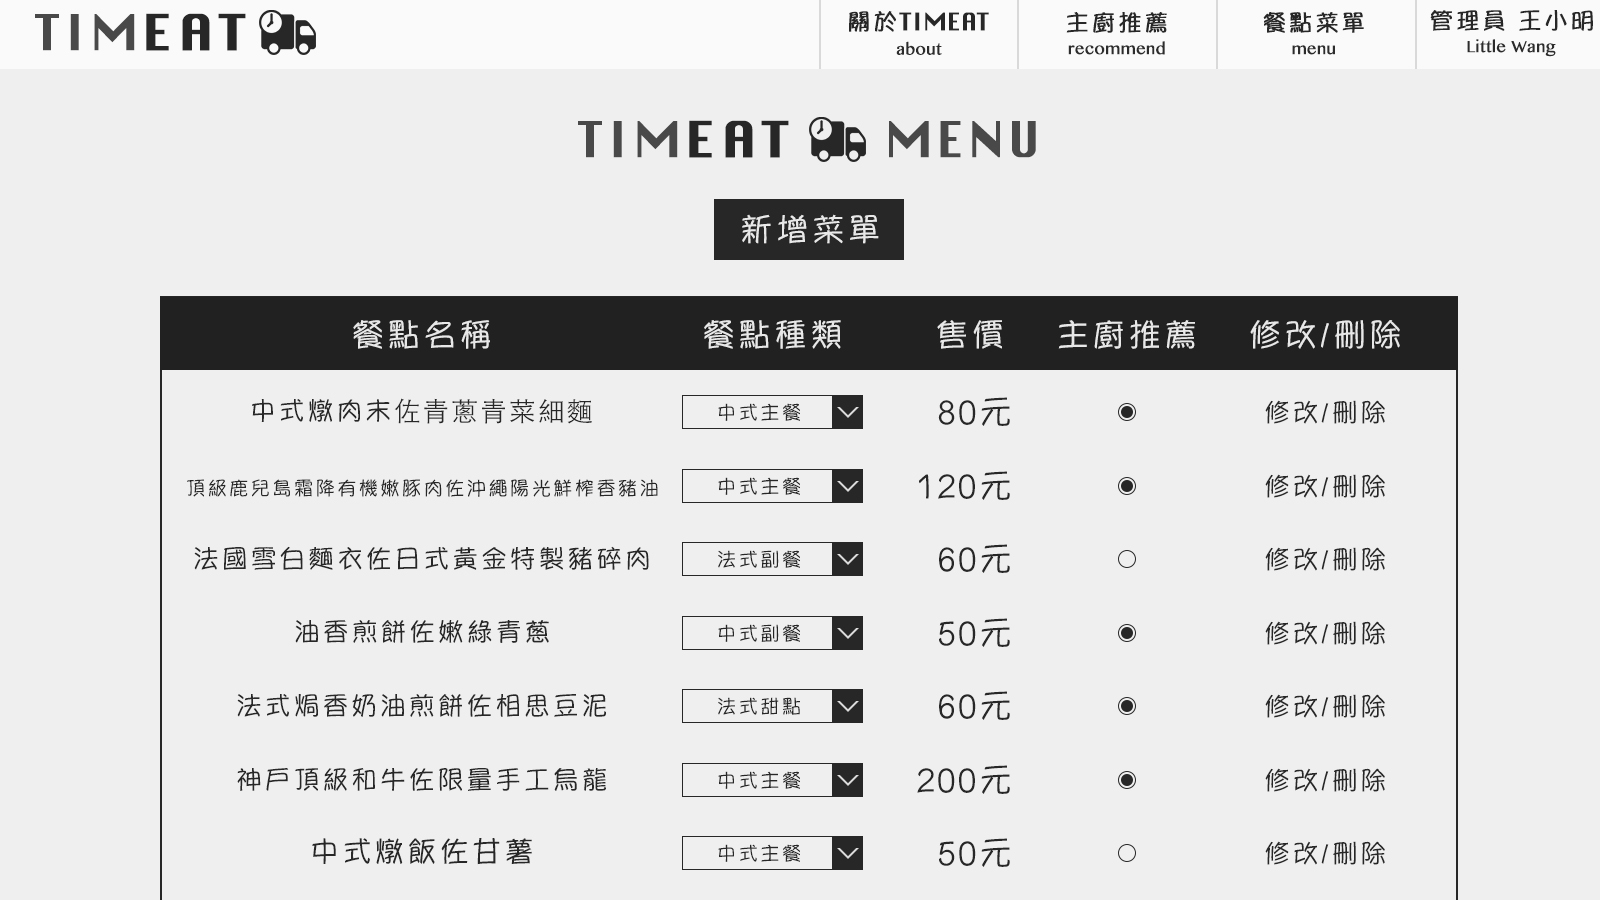 TIMEAT
關於TIMEAT
about
主廚推薦
recommend
餐點菜單
menu
管理員 王小明
Little Wang
TIMEAT MENU
新增菜單
餐點名稱 餐點種類 售價 主廚推薦 修改/刪除
中式燉肉末佐青蔥青菜細麵 中式主餐 80元 修改/刪除
頂級鹿兒島霜降有機嫩豚肉佐沖繩陽光鮮榨香豬油 中式主餐 120元 修改/刪除
法國雪白麵衣佐日式黃金特製豬碎肉 法式副餐 60元 修改/刪除
油香煎餅佐嫩綠青蔥 中式副餐 50元 修改/刪除
法式焗香奶油煎餅佐相思豆泥 法式甜點 60元 修改/刪除
神戶頂級和牛佐限量手工烏龍 中式主餐 200元 修改/刪除
中式燉飯佐甘薯 中式主餐 50元 修改/刪除